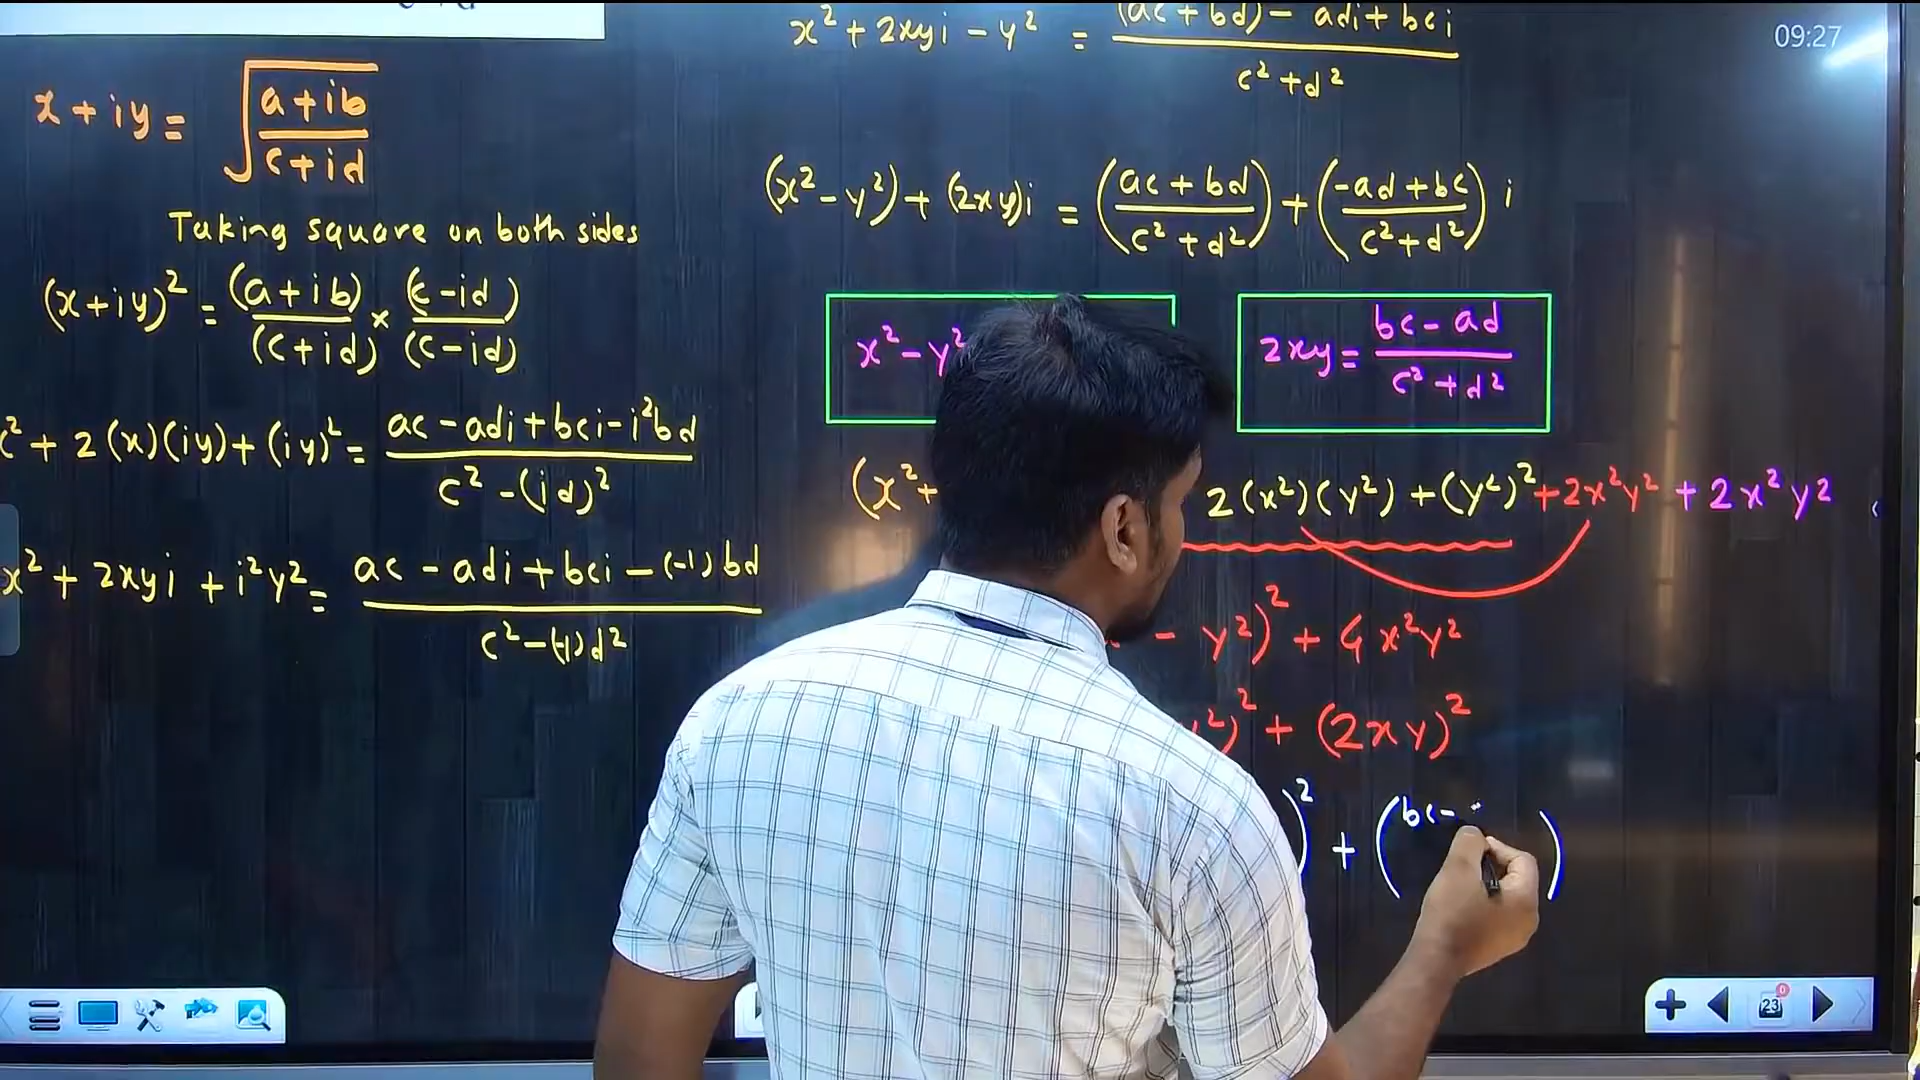 x + iy = √((a+ib)/(c+id))
Taking square on both sides
(x+iy)² = (a+ib)/(c+id) × (c-id)/(c-id)
² + 2(x)(iy) + (iy)² = (ac - adi + bci - i²bd)/(c² - (id)²)
x² + 2xyi + i²y² = (ac - adi + bci - (-1)bd)/(c² - (-1)d²)
x² + 2xyi - y² = ((ac + bd) - adi + bci)/(c² + d²)
(x² - y²) + (2xy)i = ((ac + bd)/(c² + d²)) + ((-ad + bc)/(c² + d²)) i
x² - y²
2xy = (bc - ad)/(c² + d²)
(x² + 2(x²)(y²) + (y²)² + 2x²y² + 2x²y²
- y²)² + 4x²y²
²)² + (2xy)²
)² + (bc - )
09:27
23
0